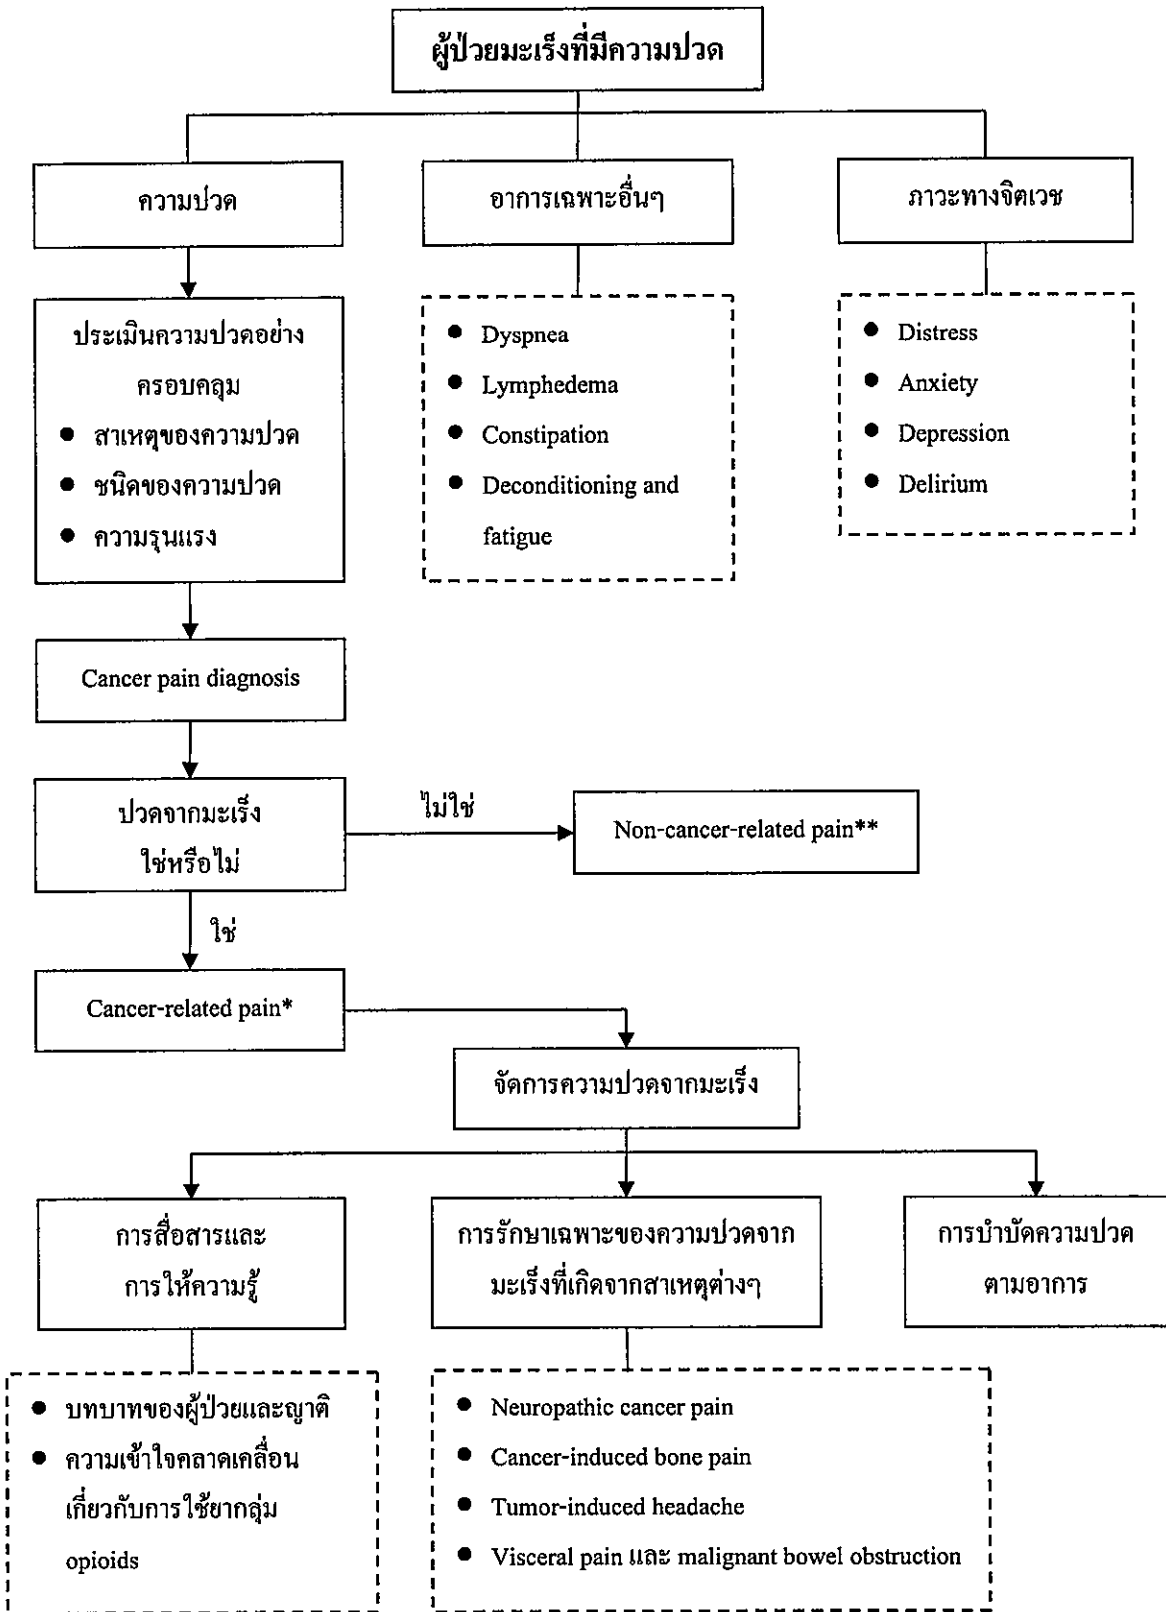 ผู้ป่วยมะเร็งที่มีความปวด
ความปวด
อาการเฉพาะอื่นๆ
ภาวะทางจิตเวช
ประเมินความปวดอย่าง
ครอบคลุม
● สาเหตุของความปวด
● ชนิดของความปวด
● ความรุนแรง
● Dyspnea
● Lymphedema
● Constipation
● Deconditioning and
fatigue
● Distress
● Anxiety
● Depression
● Delirium
Cancer pain diagnosis
ปวดจากมะเร็ง
ใช่หรือไม่
ไม่ใช่
Non-cancer-related pain**
ใช่
Cancer-related pain*
จัดการความปวดจากมะเร็ง
การสื่อสารและ
การให้ความรู้
การรักษาเฉพาะของความปวดจาก
มะเร็งที่เกิดจากสาเหตุต่างๆ
การบำบัดความปวด
ตามอาการ
● บทบาทของผู้ป่วยและญาติ
● ความเข้าใจคลาดเคลื่อน
เกี่ยวกับการใช้ยากลุ่ม
opioids
● Neuropathic cancer pain
● Cancer-induced bone pain
● Tumor-induced headache
● Visceral pain และ malignant bowel obstruction